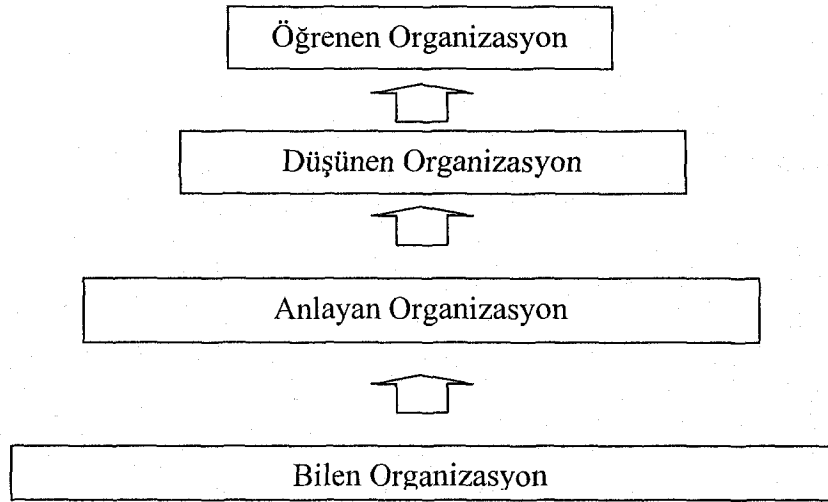 Öğrenen Organizasyon
Düşünen Organizasyon
Anlayan Organizasyon
Bilen Organizasyon